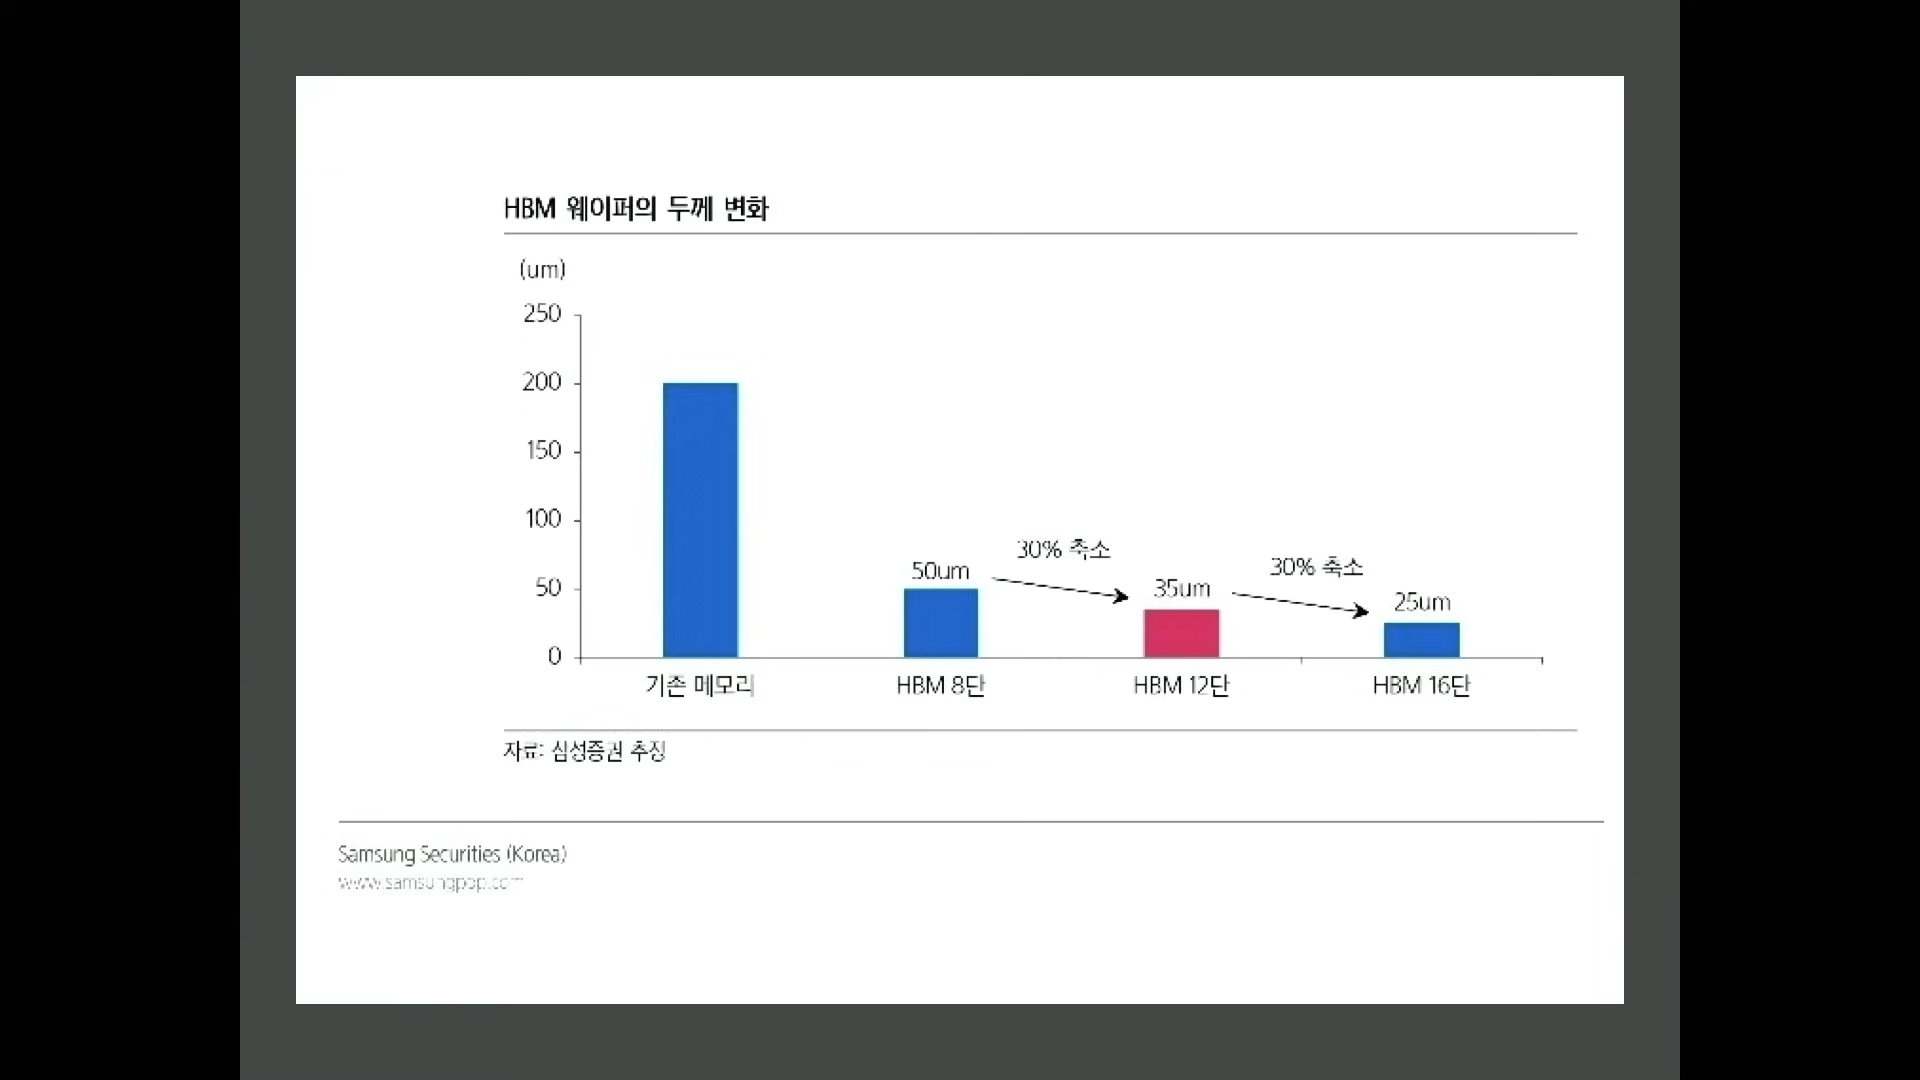 HBM 웨이퍼의 두께 변화
(um)
250
200
150
100
50
0
50um
30% 축소
35um
30% 축소
25um
기존 메모리
HBM 8단
HBM 12단
HBM 16단
자료: 삼성증권 추정
Samsung Securities (Korea)
www.samsungpop.com